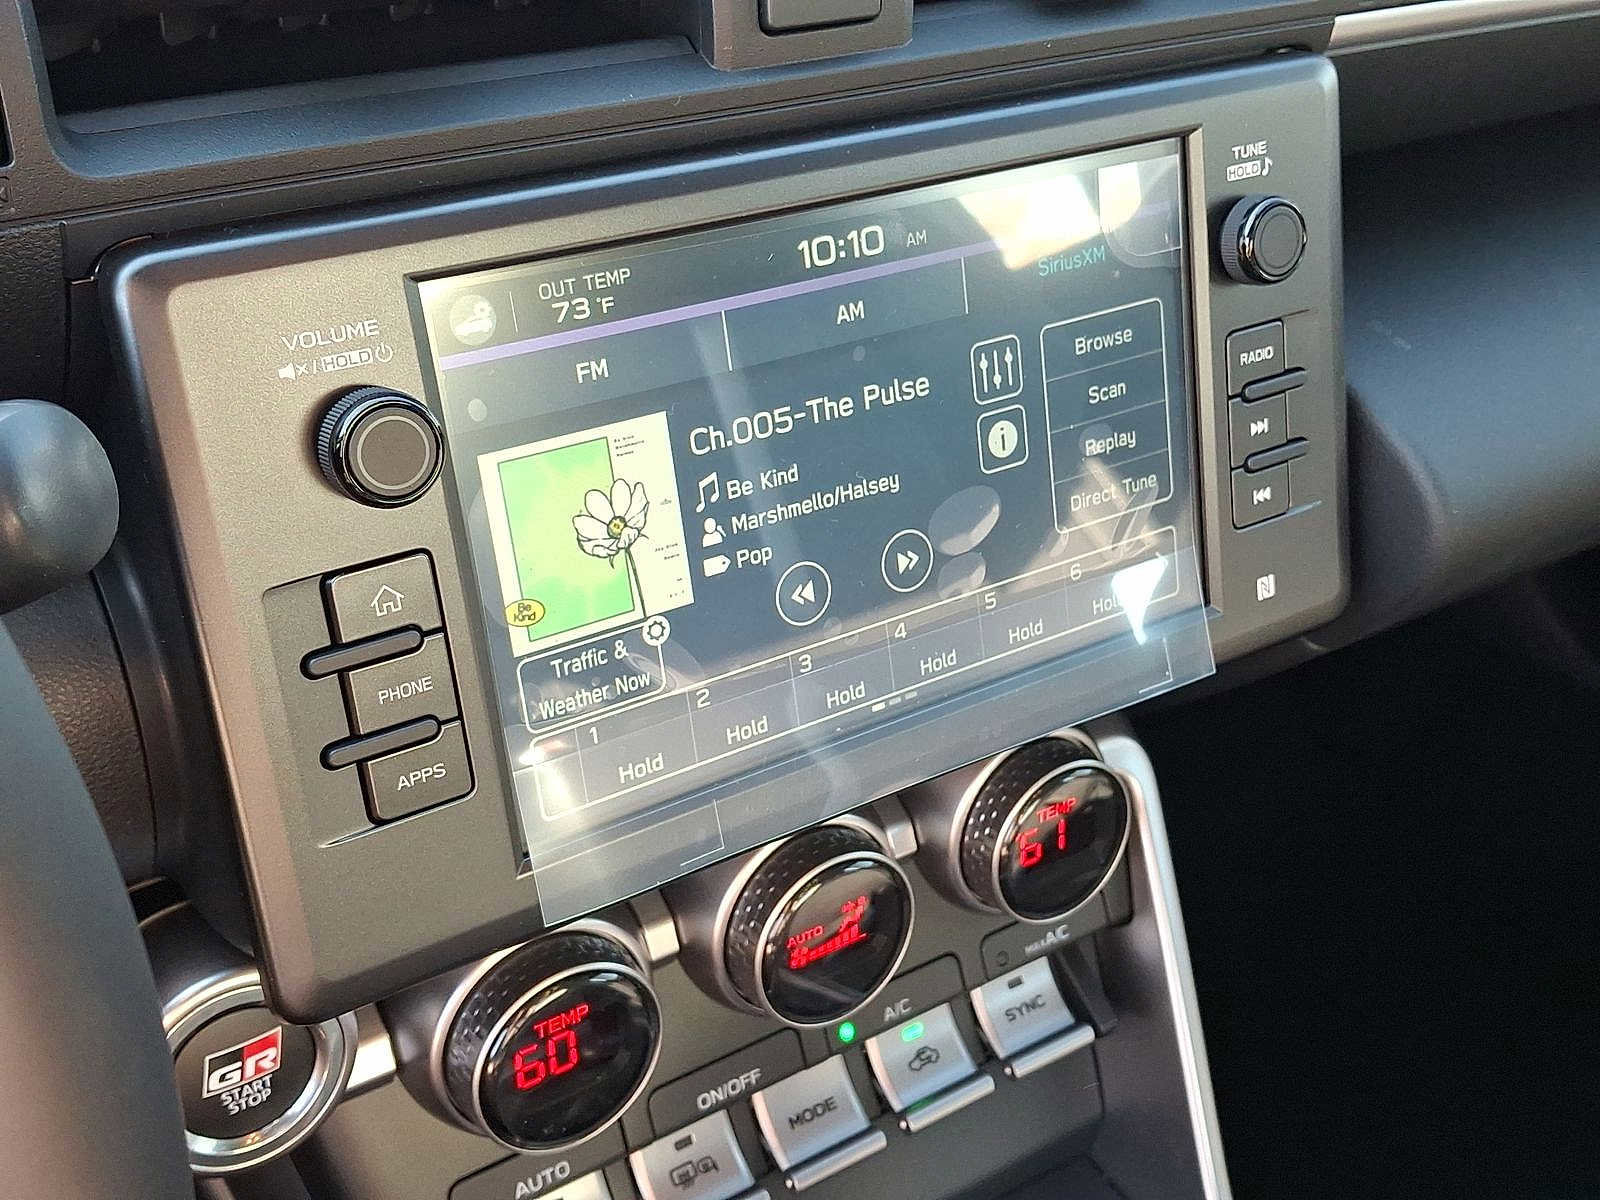 TUNE
HOLD
10:10 AM
OUT TEMP
73 °F
SiriusXM
AM
FM
VOLUME
/ HOLD
Browse
Scan
Replay
Direct Tune
RADIO
Ch.005-The Pulse
Be Kind
Marshmello/Halsey
Pop
Be
Kind
Traffic &
Weather Now
1
Hold
2
Hold
3
Hold
4
Hold
5
Hold
6
Hold
PHONE
APPS
TEMP
61
AUTO
TEMP
60
GR
START
STOP
MAX AC
A/C
SYNC
ON/OFF
MODE
AUTO